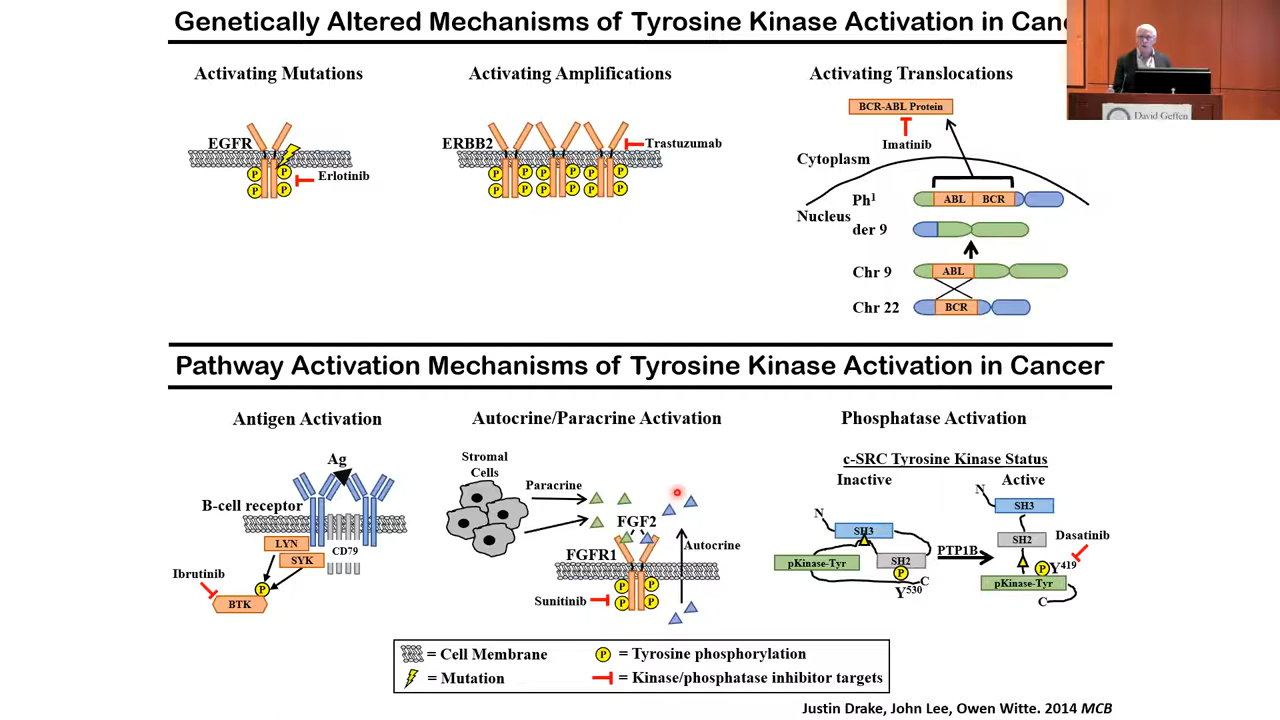 Genetically Altered Mechanisms of Tyrosine Kinase Activation in Canc
Activating Mutations
Activating Amplifications
Activating Translocations
EGFR
P P
P P
Erlotinib
ERBB2
P P P P P P
P P P P P P
Trastuzumab
BCR-ABL Protein
Imatinib
Cytoplasm
Nucleus
Ph1
ABL BCR
der 9
Chr 9
ABL
Chr 22
BCR
David Geffen
Pathway Activation Mechanisms of Tyrosine Kinase Activation in Cancer
Antigen Activation
Autocrine/Paracrine Activation
Phosphatase Activation
Ag
B-cell receptor
LYN
SYK
CD79
Ibrutinib
P
BTK
Stromal
Cells
Paracrine
FGF2
FGFR1
Autocrine
P P
P P
Sunitinib
c-SRC Tyrosine Kinase Status
Inactive
Active
N
SH3
pKinase-Tyr
SH2
P
C
Y530
PTP1B
N
SH3
SH2
Dasatinib
P
Y419
pKinase-Tyr
C
= Cell Membrane
P = Tyrosine phosphorylation
= Mutation
= Kinase/phosphatase inhibitor targets
Justin Drake, John Lee, Owen Witte. 2014 MCB